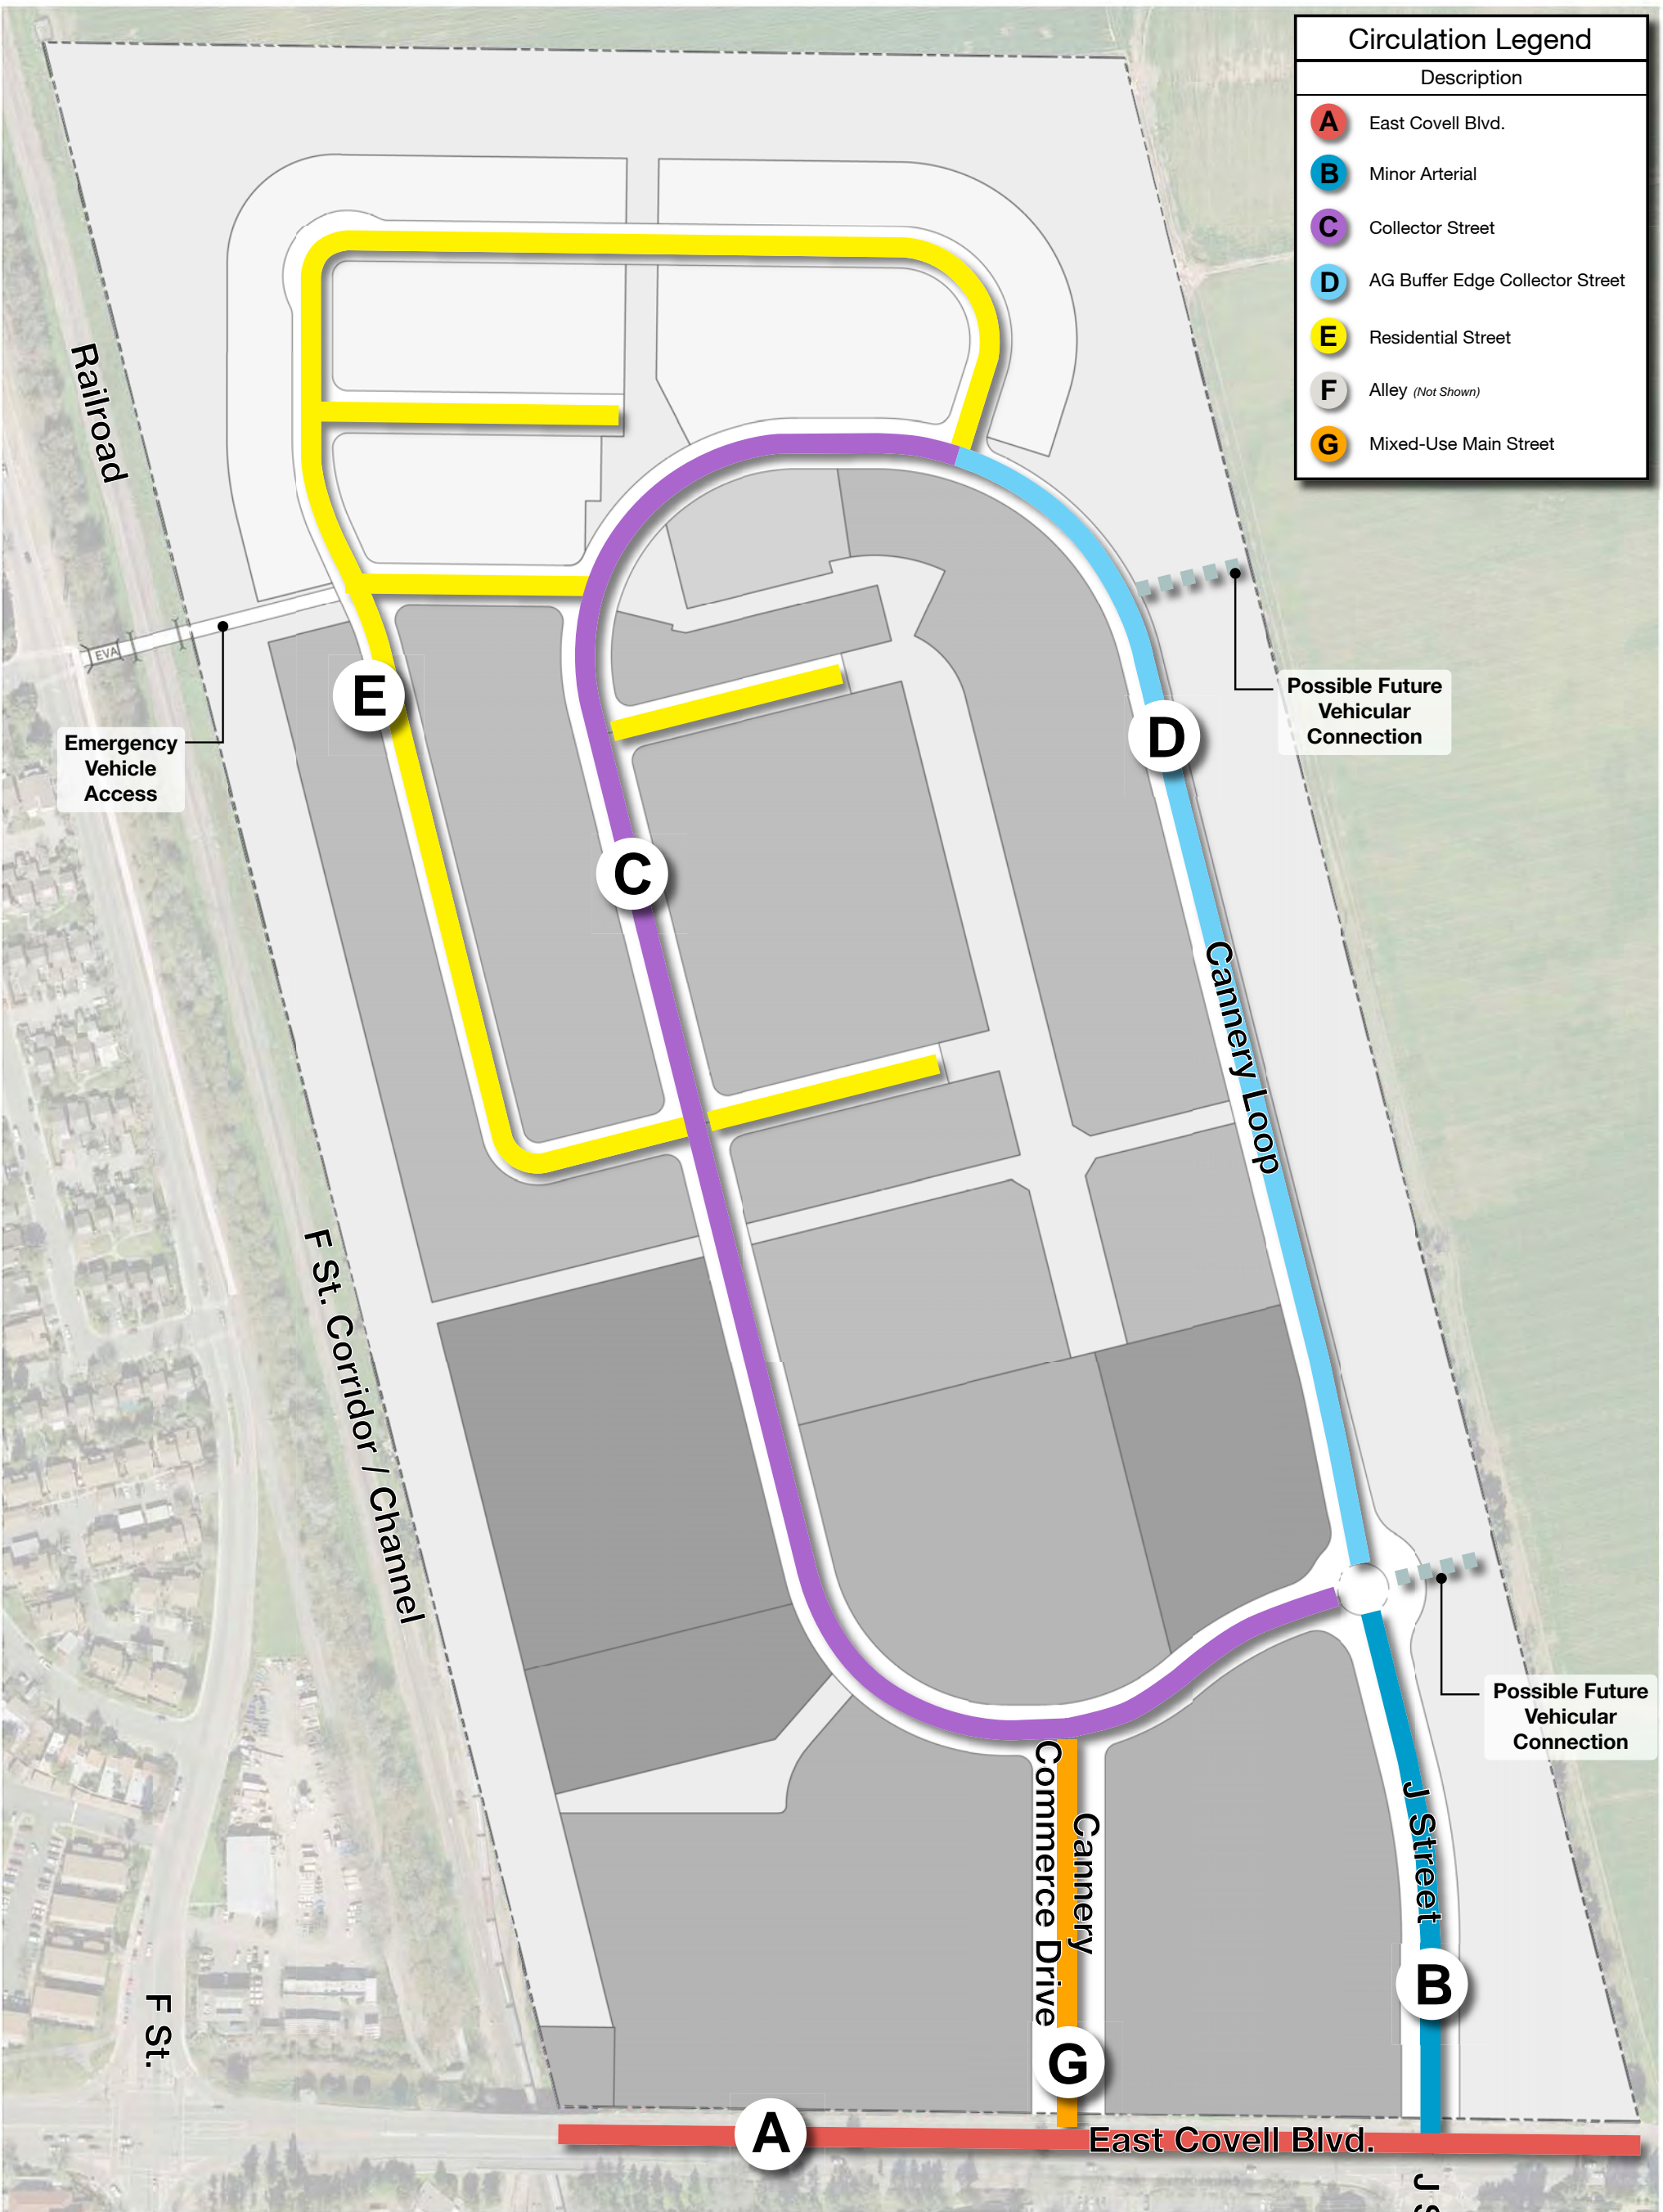 Circulation Legend
Description
A East Covell Blvd.
B Minor Arterial
C Collector Street
D AG Buffer Edge Collector Street
E Residential Street
F Alley (Not Shown)
G Mixed-Use Main Street
Railroad
EVA
Emergency
Vehicle
Access
E
C
D
Possible Future
Vehicular
Connection
Cannery Loop
F St. Corridor / Channel
Possible Future
Vehicular
Connection
Cannery
Commerce Drive
J Street
B
G
F St.
A
East Covell Blvd.
J S